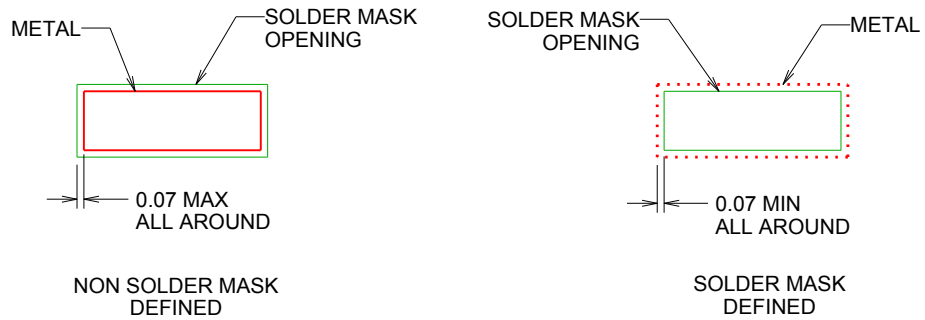 METAL
SOLDER MASK
OPENING
0.07 MAX
ALL AROUND
NON SOLDER MASK
DEFINED
SOLDER MASK
OPENING
METAL
0.07 MIN
ALL AROUND
SOLDER MASK
DEFINED